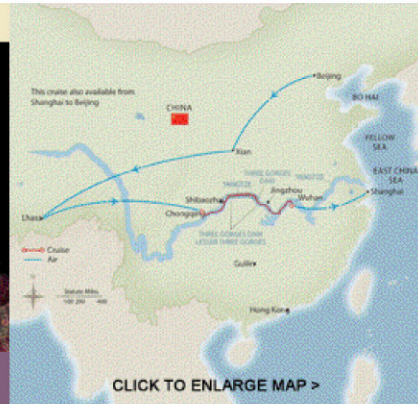 This cruise also available from
Shanghai to Beijing
Beijing
CHINA
BO HAI
YELLOW
SEA
Xian
EAST CHINA
SEA
THREE GORGES
DAM
YANGTZE
YANGTZE
Shibaozhai
Jingzhou
Wuhan
Shanghai
Lhasa
Chongqing
THREE GORGES DAM
LESSER THREE GORGES
Cruise
Air
Guilin
Statute Miles
Hong Kong
CLICK TO ENLARGE MAP >